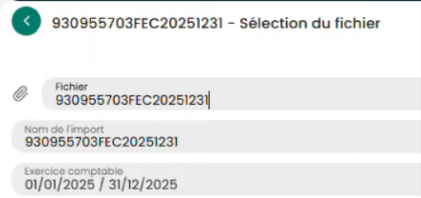 930955703FEC20251231 - Sélection du fichier
Fichier
930955703FEC20251231
Nom de l'import
930955703FEC20251231
Exercice comptable
01/01/2025 / 31/12/2025